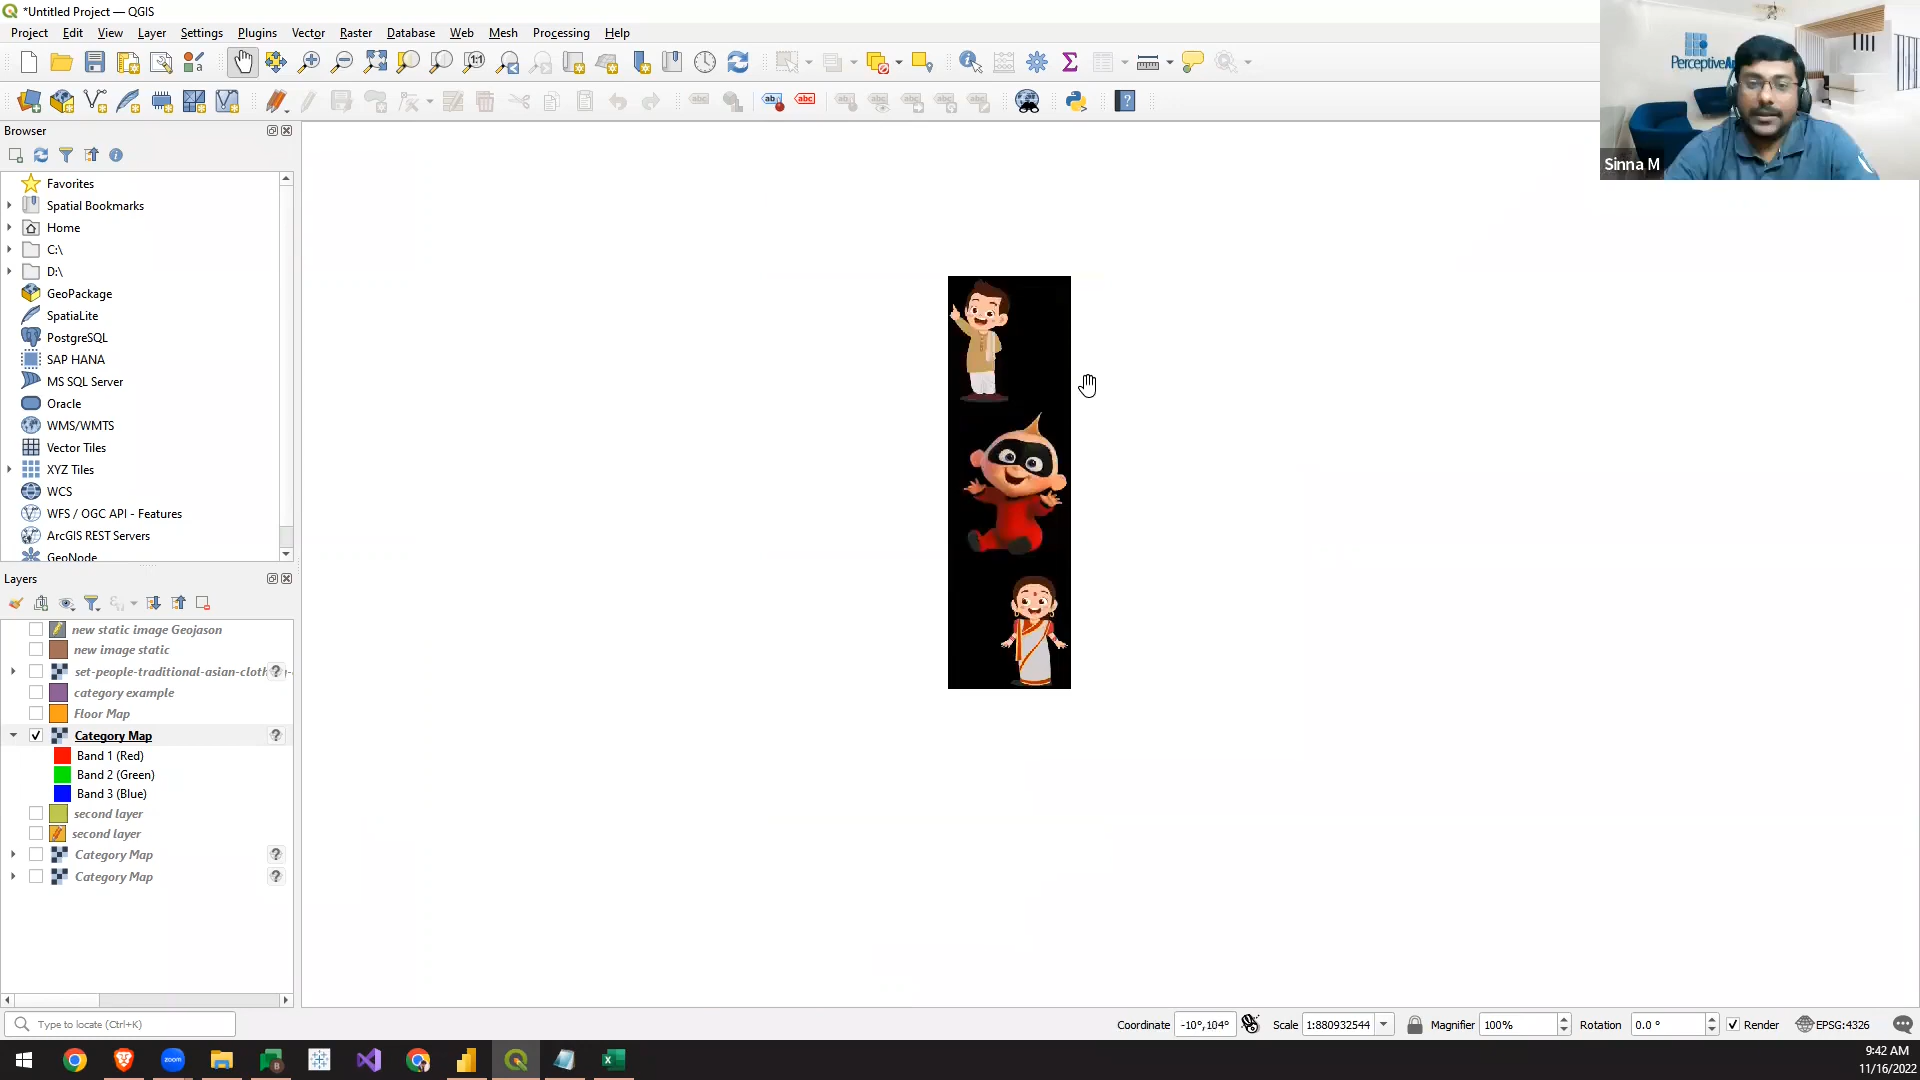 *Untitled Project — QGIS
Project Edit View Layer Settings Plugins Vector Raster Database Web Mesh Processing Help
Browser
Favorites
Spatial Bookmarks
Home
C:\
D:\
GeoPackage
SpatiaLite
PostgreSQL
SAP HANA
MS SQL Server
Oracle
WMS/WMTS
Vector Tiles
XYZ Tiles
WCS
WFS / OGC API - Features
ArcGIS REST Servers
GeoNode
Layers
new static image Geojason
new image static
set-people-traditional-asian-cloth
category example
Floor Map
Category Map
Band 1 (Red)
Band 2 (Green)
Band 3 (Blue)
second layer
second layer
Category Map
Category Map
Type to locate (Ctrl+K)
Coordinate -10°,104° Scale 1:880932544 Magnifier 100% Rotation 0.0 ° Render EPSG:4326
Sinna M
zoom
9:42 AM
11/16/2022